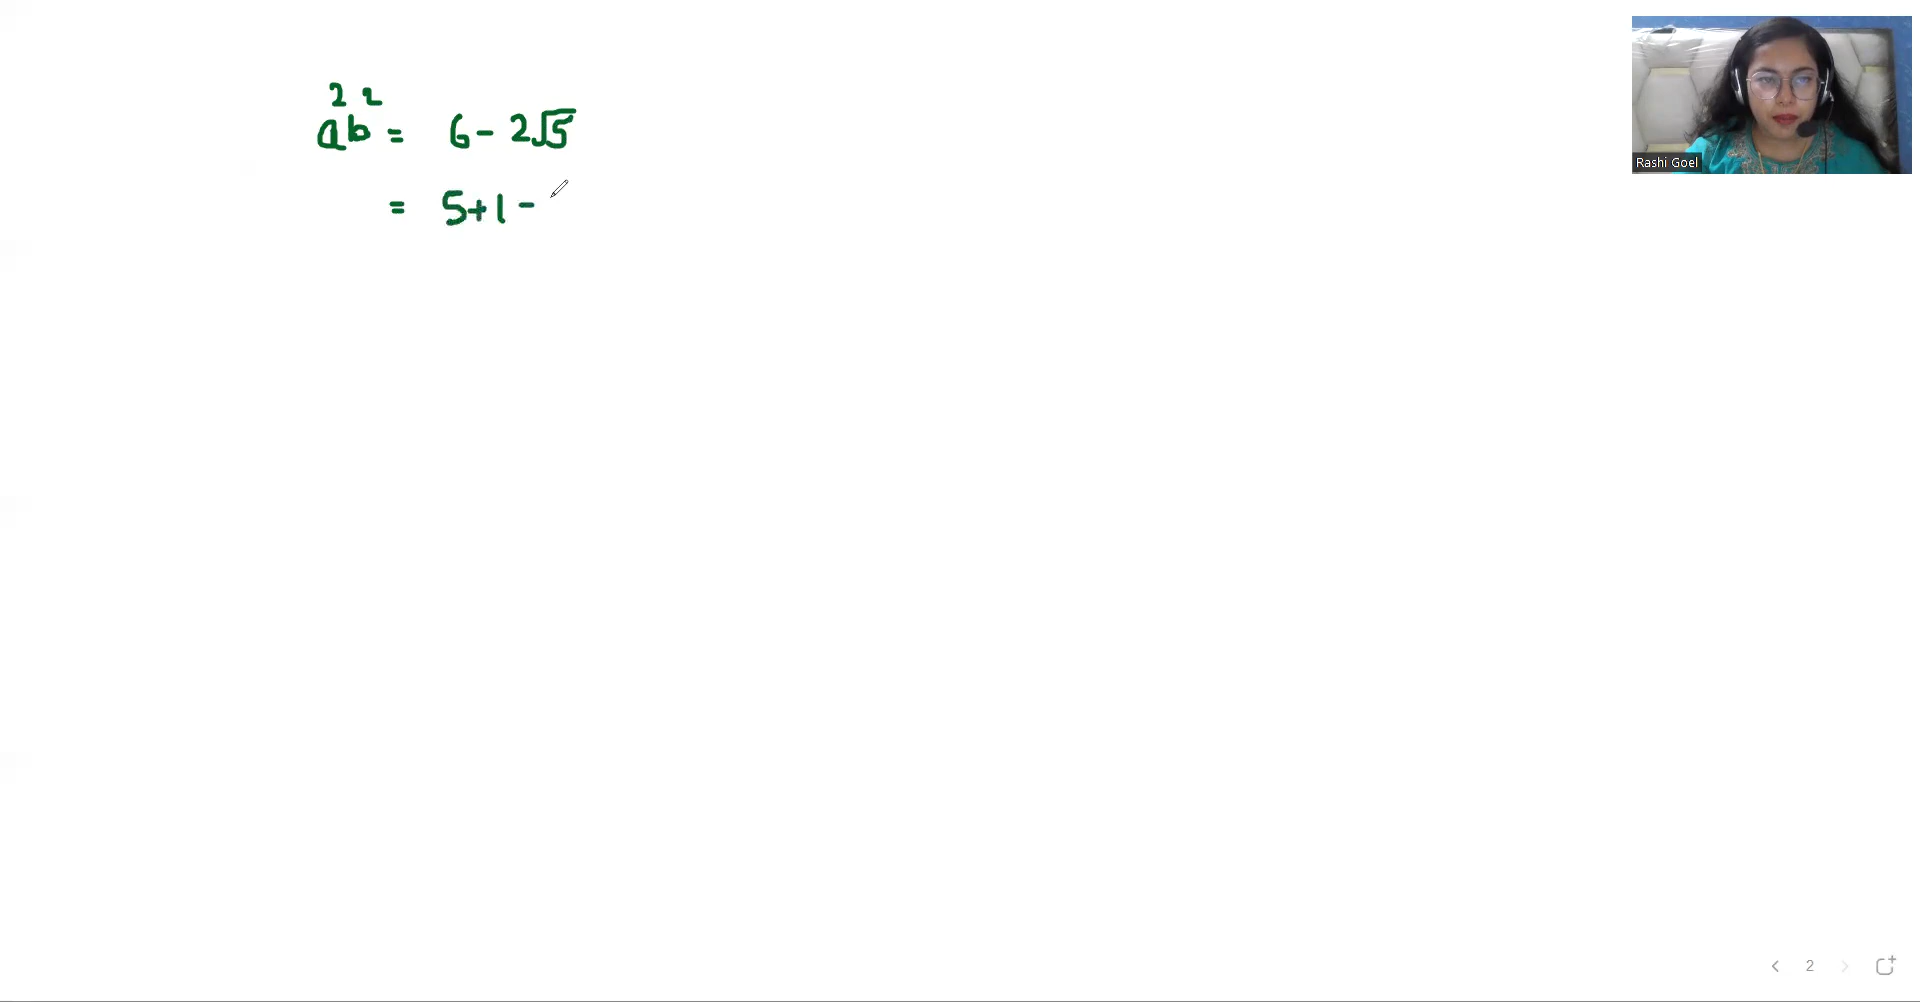 a²b² = 6 - 2√5
= 5+1 -
Rashi Goel
2